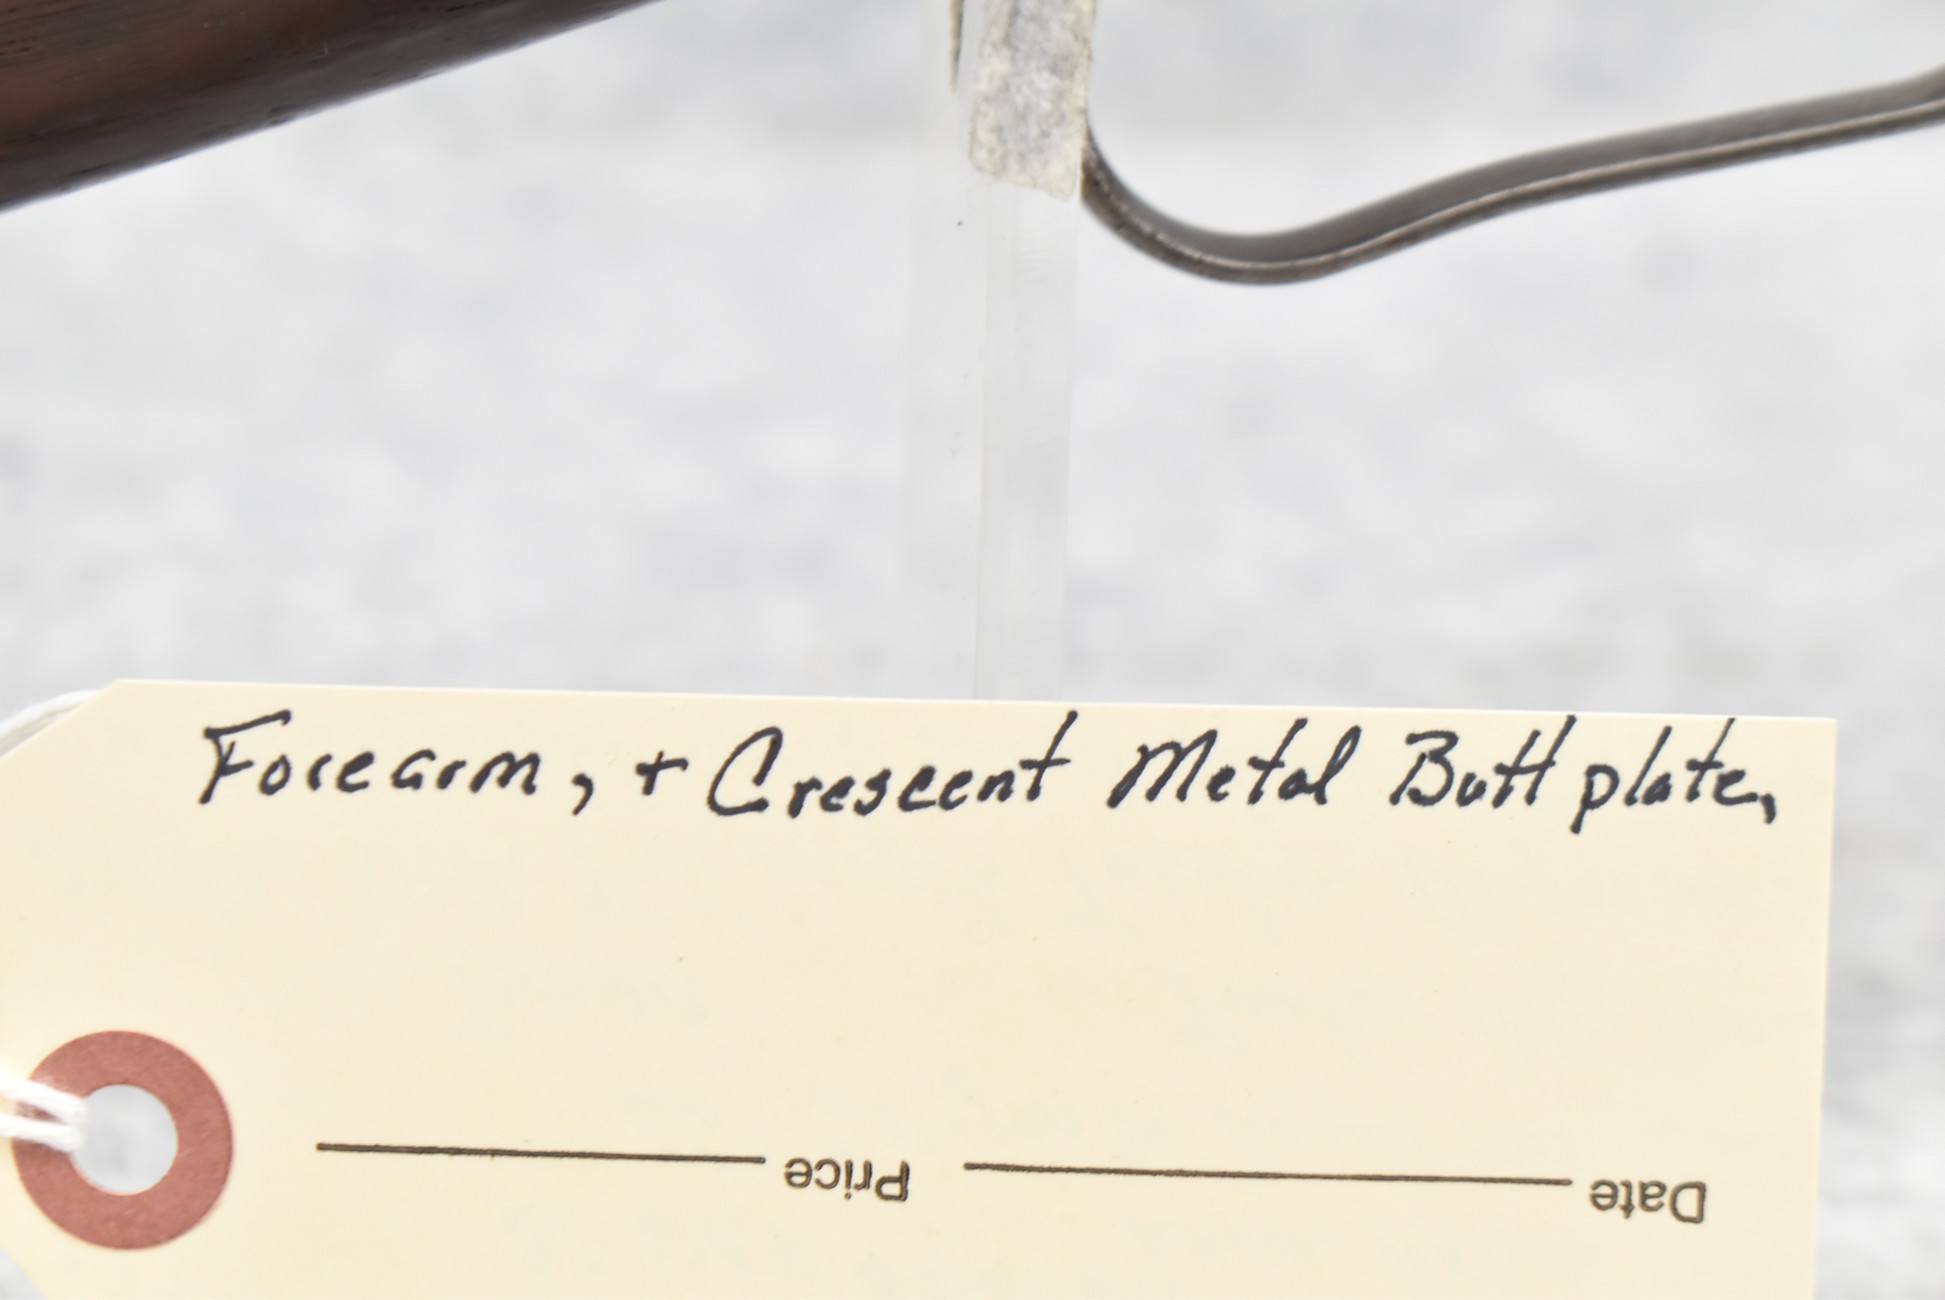 Forearm, + Crescent Metal Buttplate,
Price
Date